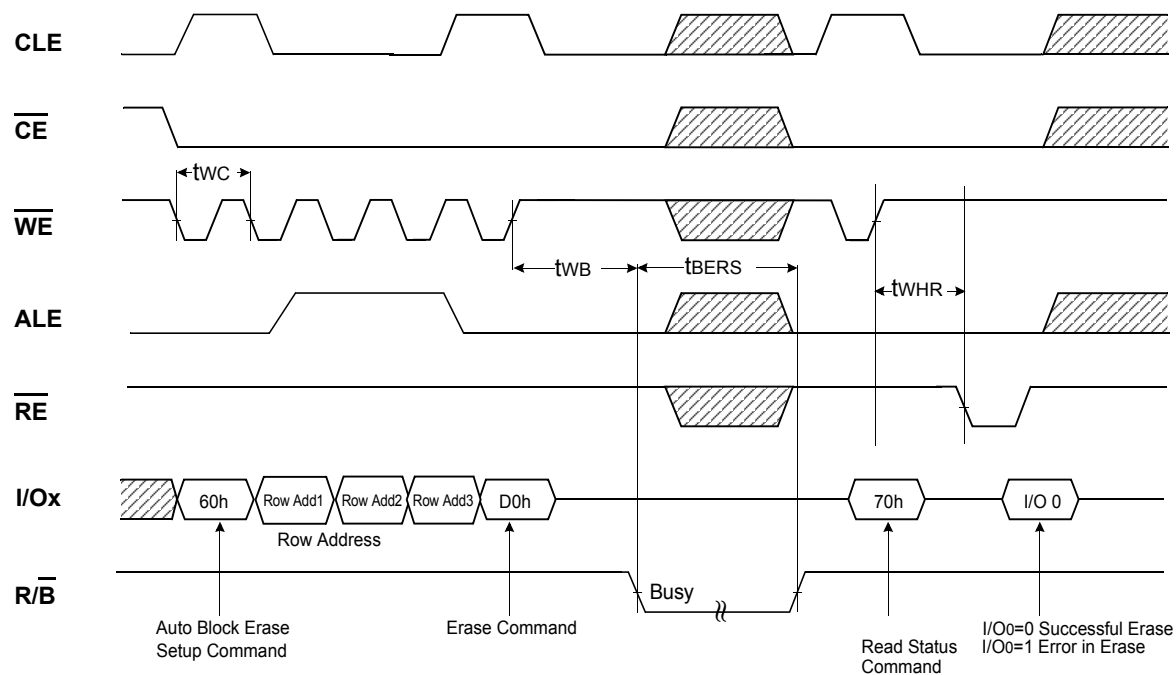 CLE
CE
tWC
WE
tWB
tBERS
tWHR
ALE
RE
I/Ox
60h
Row Add1
Row Add2
Row Add3
D0h
70h
I/O 0
Row Address
R/B
Busy
Auto Block Erase
Setup Command
Erase Command
Read Status
Command
I/O0=0 Successful Erase
I/O0=1 Error in Erase